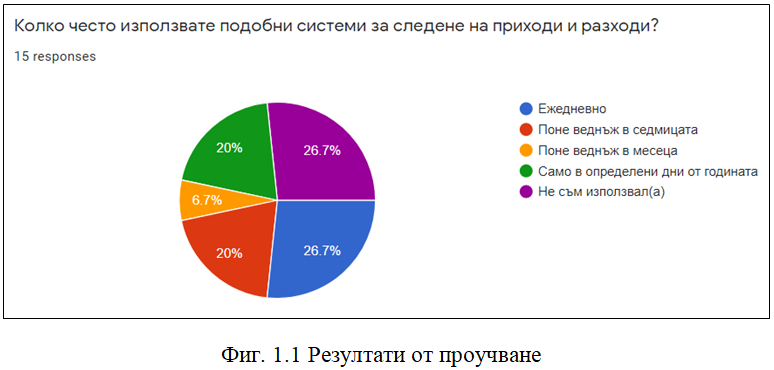 Колко често използвате подобни системи за следене на приходи и разходи?
15 responses
26.7%
20%
6.7%
20%
26.7%
Ежедневно
Поне веднъж в седмицата
Поне веднъж в месеца
Само в определени дни от годината
Не съм използвал(а)
Фиг. 1.1 Резултати от проучване